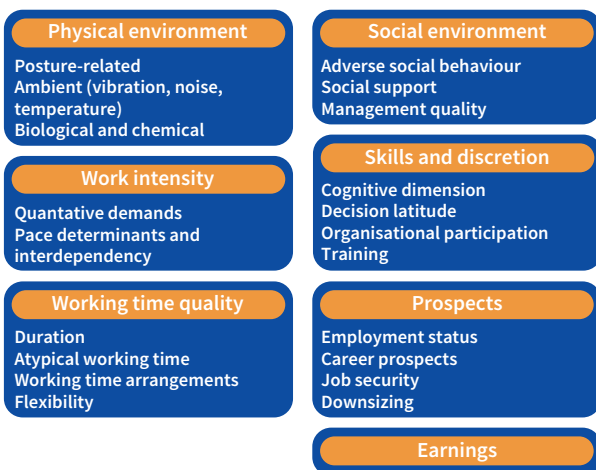 Physical environment
Posture-related
Ambient (vibration, noise,
temperature)
Biological and chemical
Work intensity
Quantative demands
Pace determinants and
interdependency
Working time quality
Duration
Atypical working time
Working time arrangements
Flexibility
Social environment
Adverse social behaviour
Social support
Management quality
Skills and discretion
Cognitive dimension
Decision latitude
Organisational participation
Training
Prospects
Employment status
Career prospects
Job security
Downsizing
Earnings